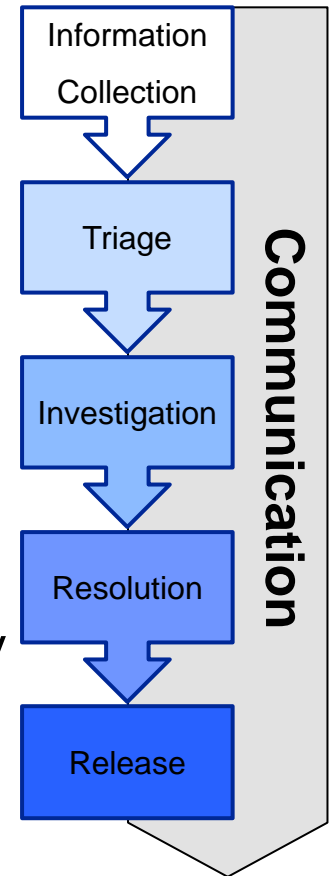 Information
Collection
Triage
Investigation
Resolution
y
Release
Communication